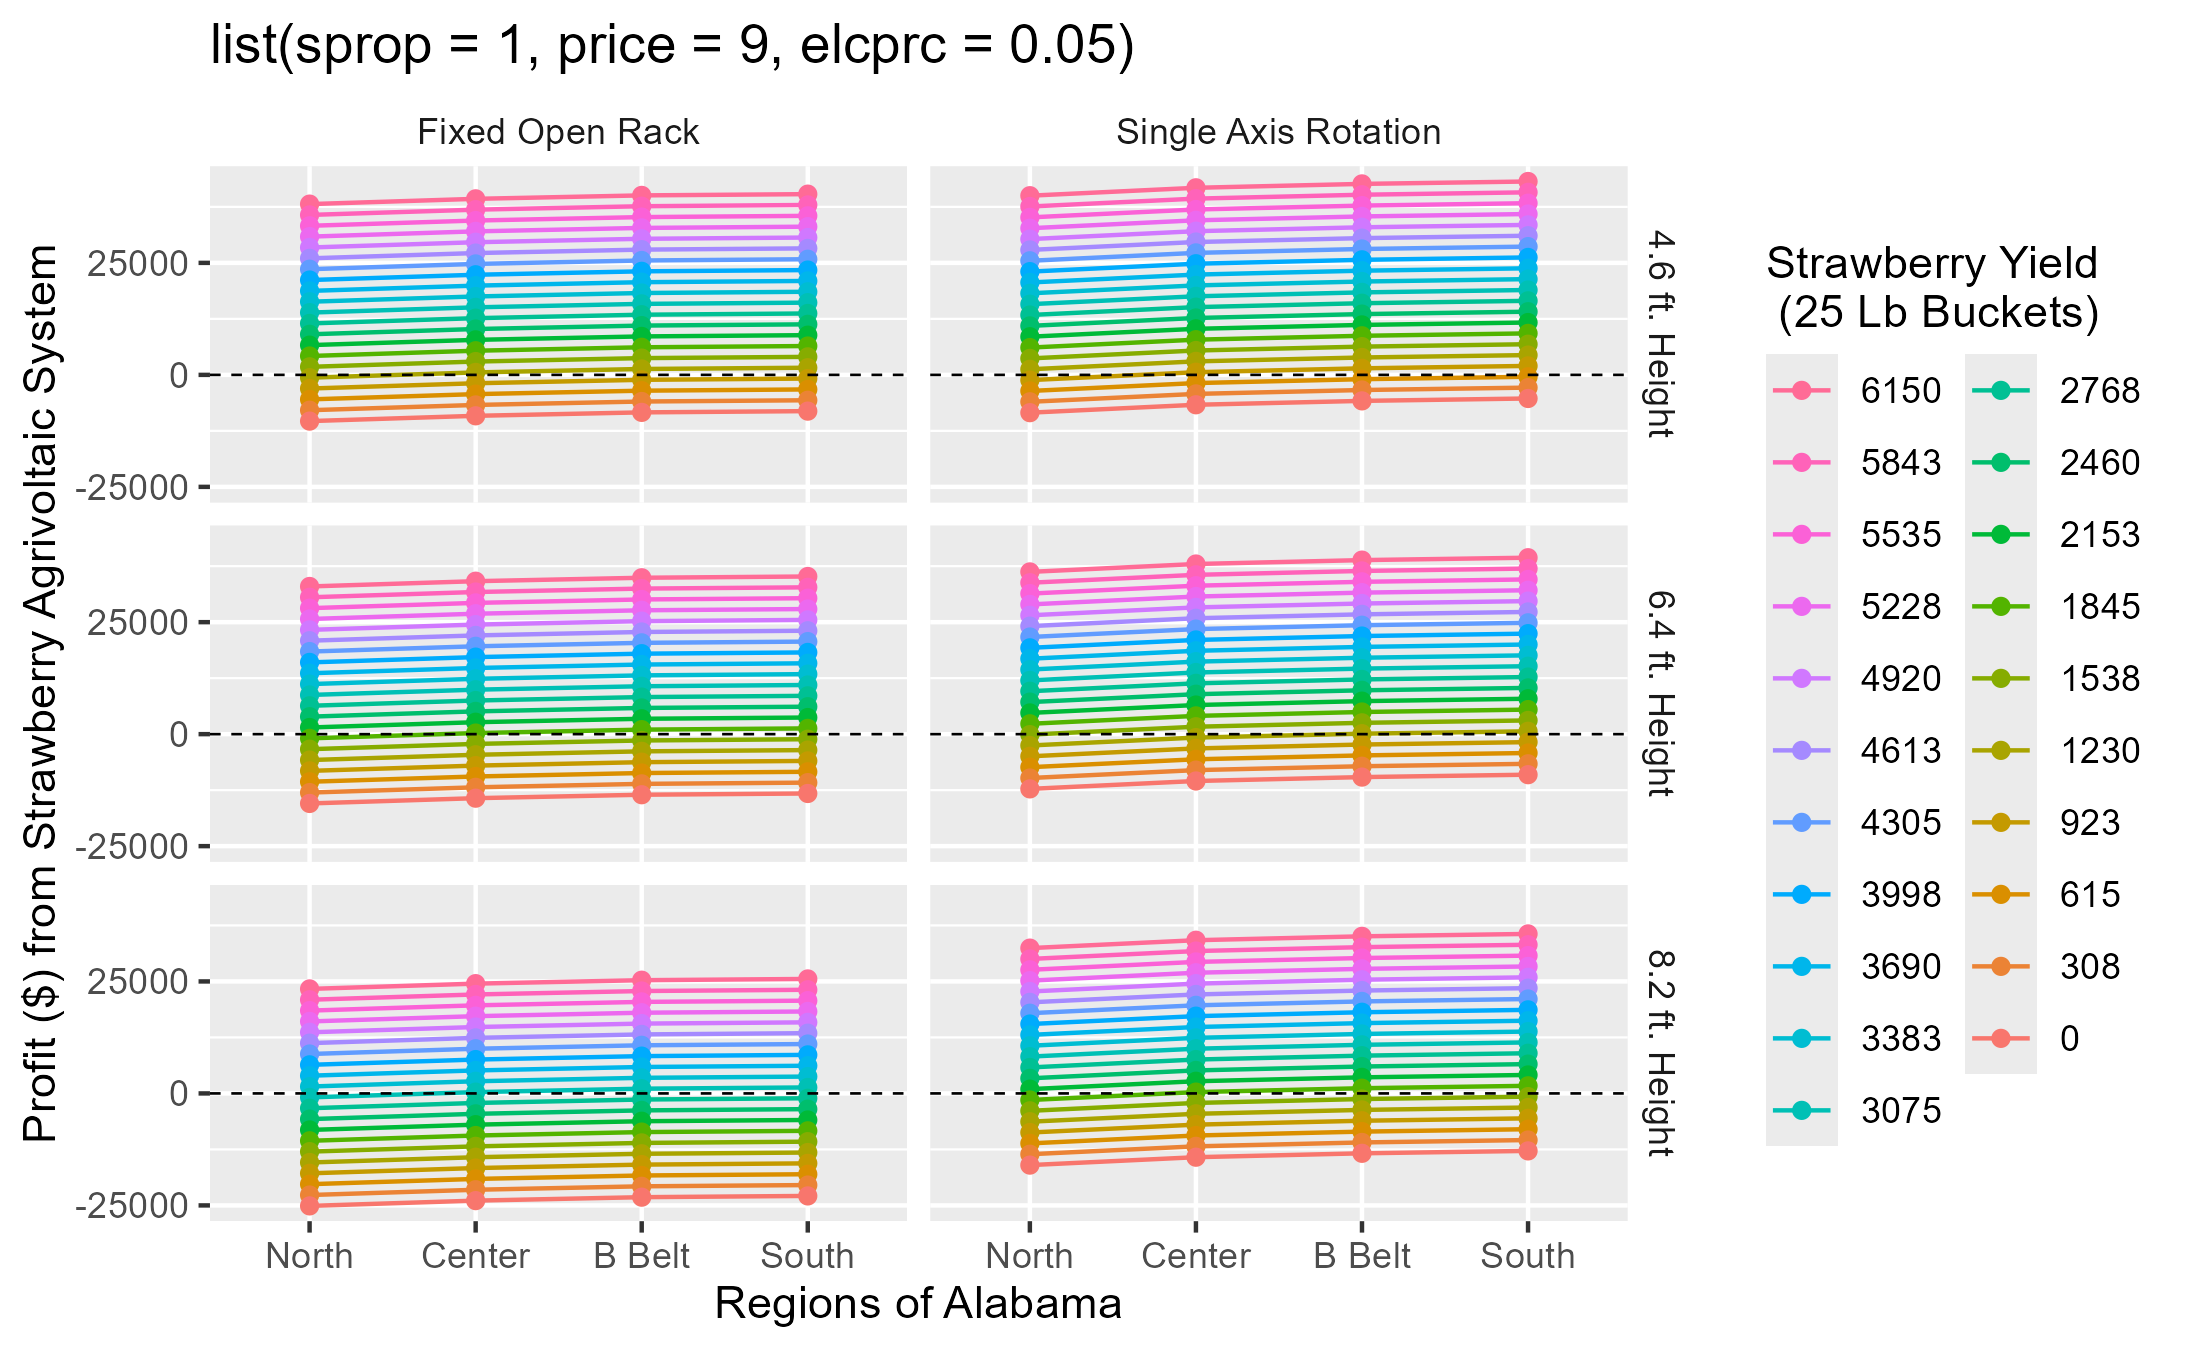 list(sprop = 1, price = 9, elcprc = 0.05)
Fixed Open Rack
Single Axis Rotation
Profit ($) from Strawberry Agrivoltaic System
25000
0
-25000
4.6 ft. Height
25000
0
-25000
6.4 ft. Height
25000
0
-25000
8.2 ft. Height
North Center B Belt South
North Center B Belt South
Regions of Alabama
Strawberry Yield
(25 Lb Buckets)
6150
5843
5535
5228
4920
4613
4305
3998
3690
3383
3075
2768
2460
2153
1845
1538
1230
923
615
308
0